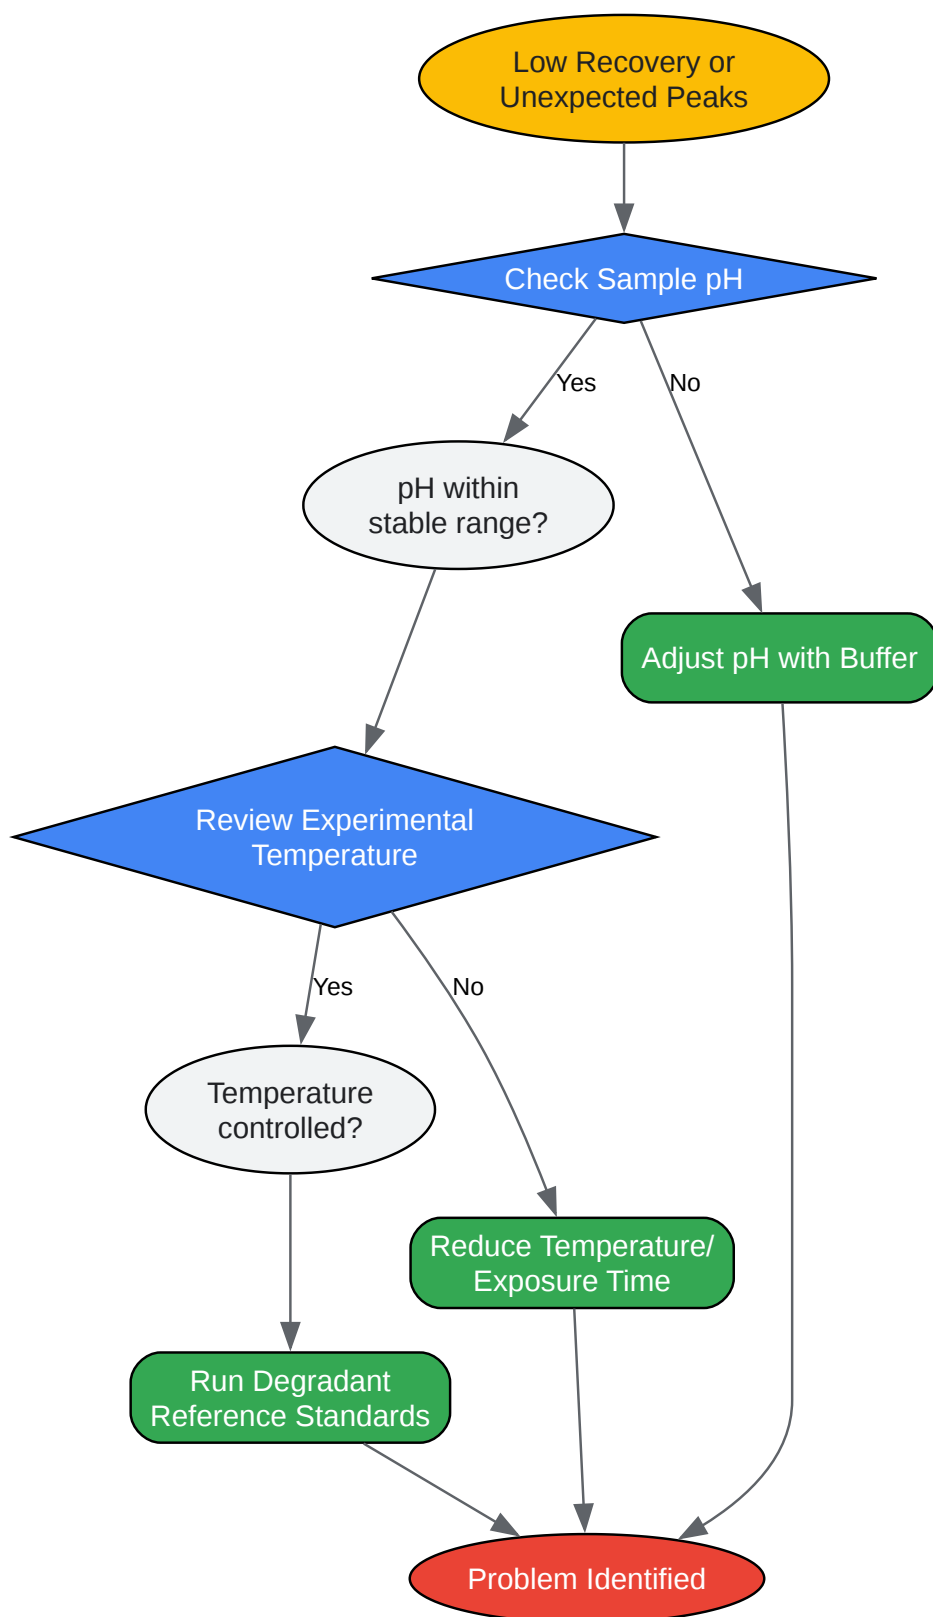 Low Recovery or
Unexpected Peaks
Check Sample pH
Yes
No
pH within
stable range?
Adjust pH with Buffer
Review Experimental
Temperature
Yes
No
Temperature
controlled?
Reduce Temperature/
Exposure Time
Run Degradant
Reference Standards
Problem Identified